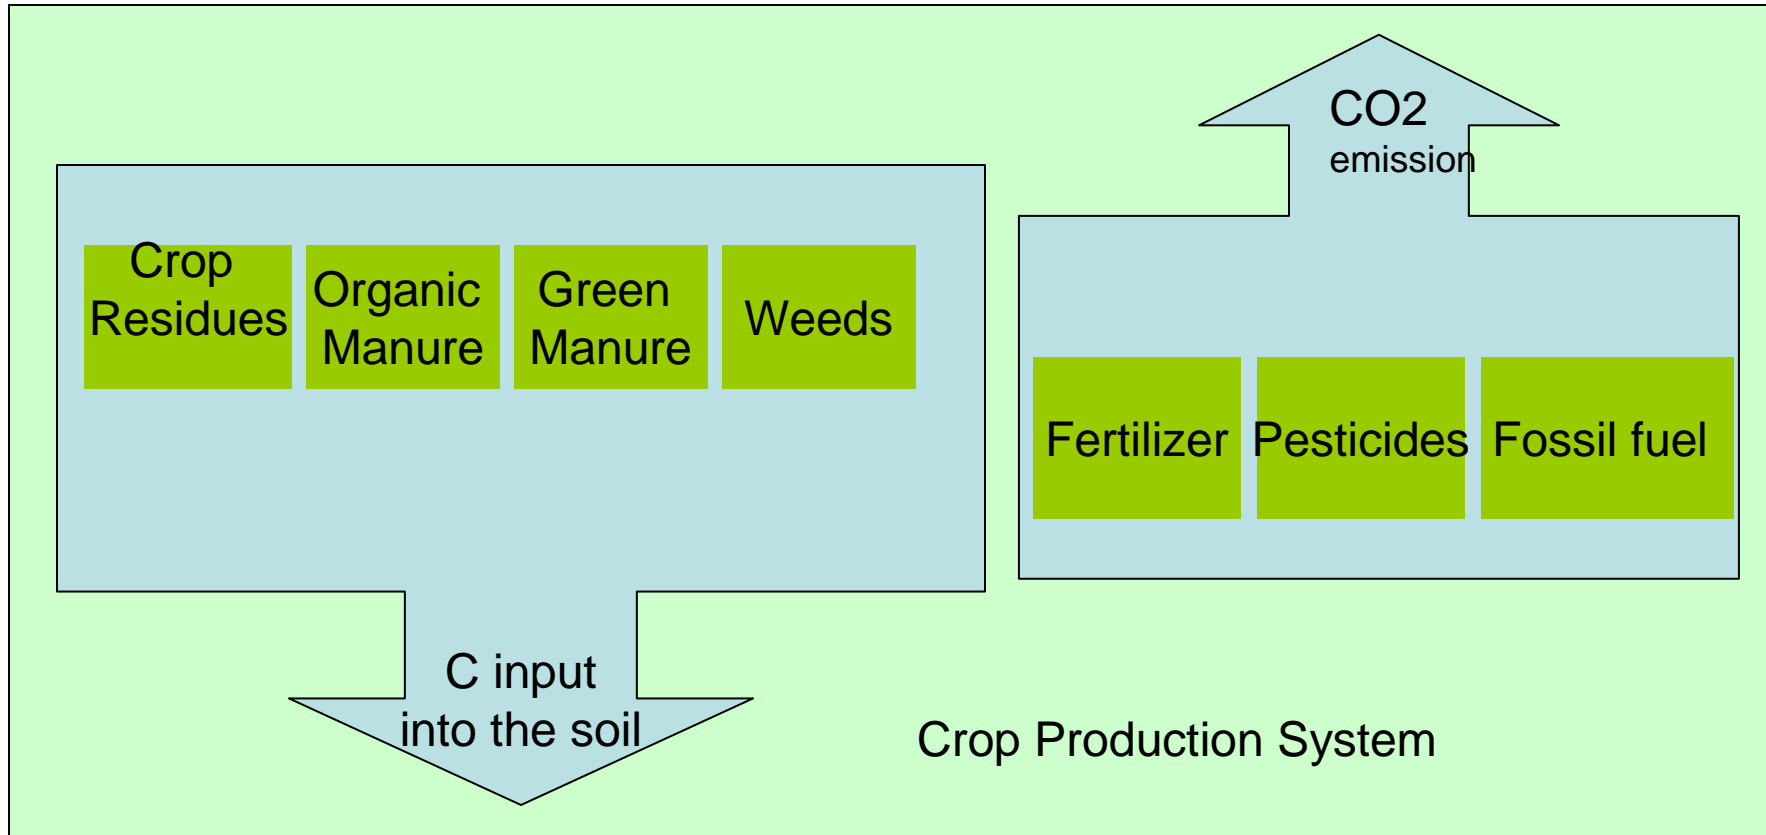 CO2
emission
Crop
Residues
Organic
Manure
Green
Manure
Weeds
Fertilizer
Pesticides
Fossil fuel
C input
into the soil
Crop Production System